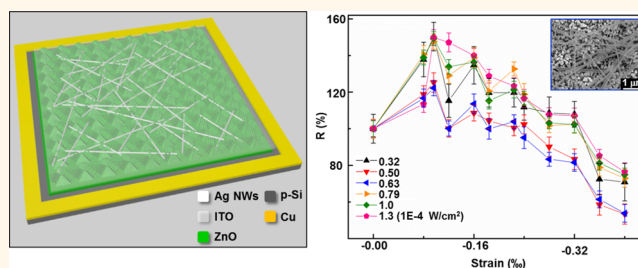 Ag NWs
p-Si
ITO
Cu
ZnO
160
120
80
40
R (%)
1 μm
0.32
0.50
0.63
0.79
1.0
1.3 (1E-4 W/cm²)
-0.00
-0.16
-0.32
Strain (‰)